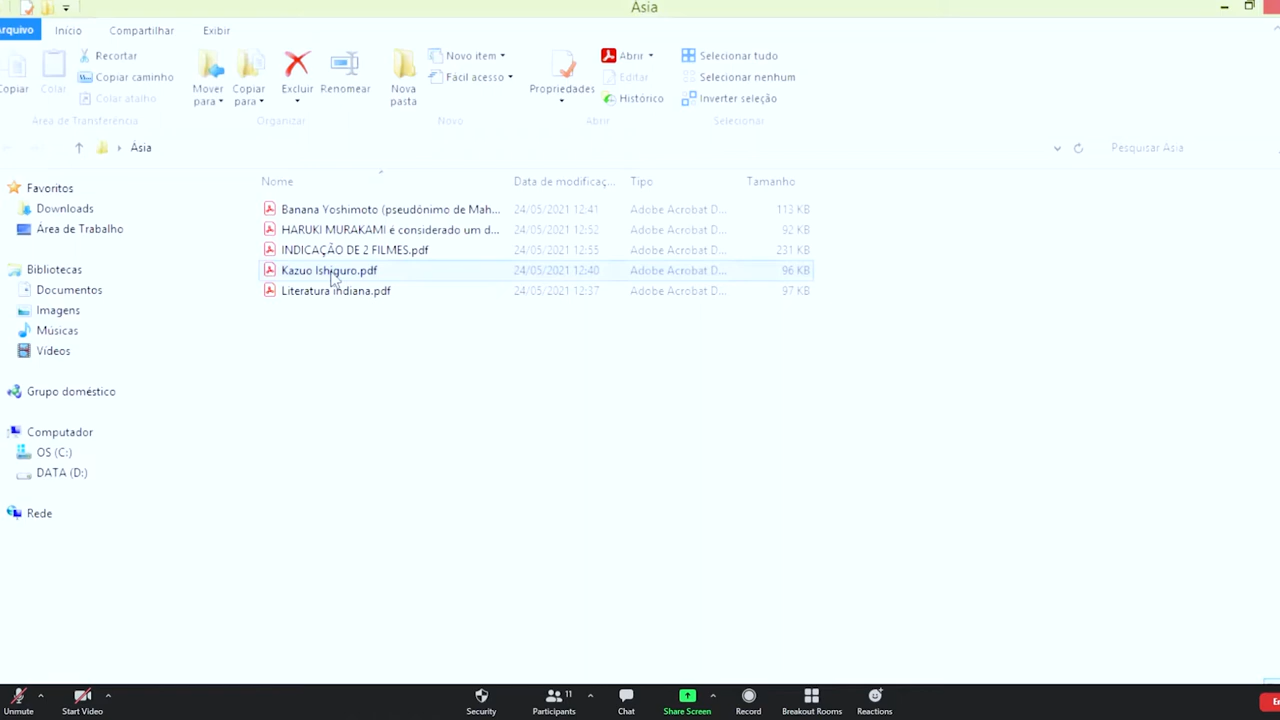 Ásia
Arquivo Início Compartilhar Exibir
Copiar
Colar
Recortar
Copiar caminho
Colar atalho
Área de Transferência
Mover para
Copiar para
Excluir
Renomear
Organizar
Nova pasta
Novo item
Fácil acesso
Novo
Propriedades
Abrir
Editar
Histórico
Abrir
Selecionar tudo
Selecionar nenhum
Inverter seleção
Selecionar
Ásia
Pesquisar Ásia
Nome Data de modificaç... Tipo Tamanho
Banana Yoshimoto (pseudônimo de Mah... 24/05/2021 12:41 Adobe Acrobat D... 113 KB
HARUKI MURAKAMI é considerado um d... 24/05/2021 12:52 Adobe Acrobat D... 92 KB
INDICAÇÃO DE 2 FILMES.pdf 24/05/2021 12:55 Adobe Acrobat D... 231 KB
Kazuo Ishiguro.pdf 24/05/2021 12:40 Adobe Acrobat D... 96 KB
Literatura indiana.pdf 24/05/2021 12:37 Adobe Acrobat D... 97 KB
Favoritos
Downloads
Área de Trabalho
Bibliotecas
Documentos
Imagens
Músicas
Vídeos
Grupo doméstico
Computador
OS (C:)
DATA (D:)
Rede
Unmute Start Video Security Participants 11 Chat Share Screen Record Breakout Rooms Reactions